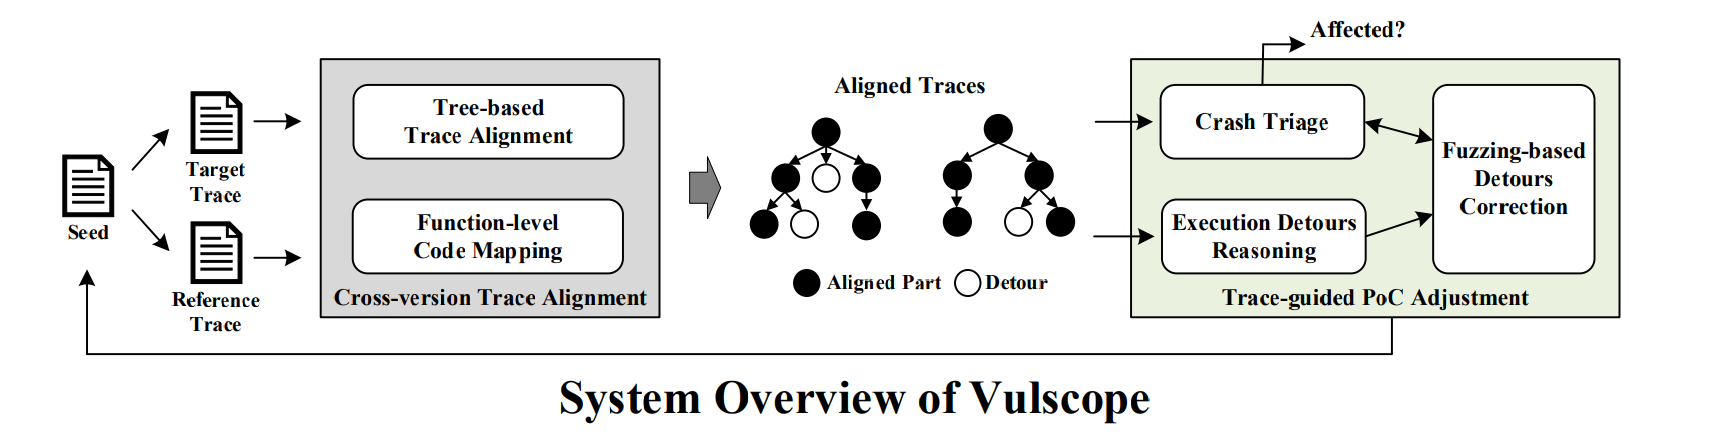 Seed
Target
Trace
Reference
Trace
Tree-based
Trace Alignment
Function-level
Code Mapping
Cross-version Trace Alignment
Aligned Traces
Aligned Part
Detour
Affected?
Crash Triage
Execution Detours
Reasoning
Fuzzing-based
Detours
Correction
Trace-guided PoC Adjustment
System Overview of Vulscope